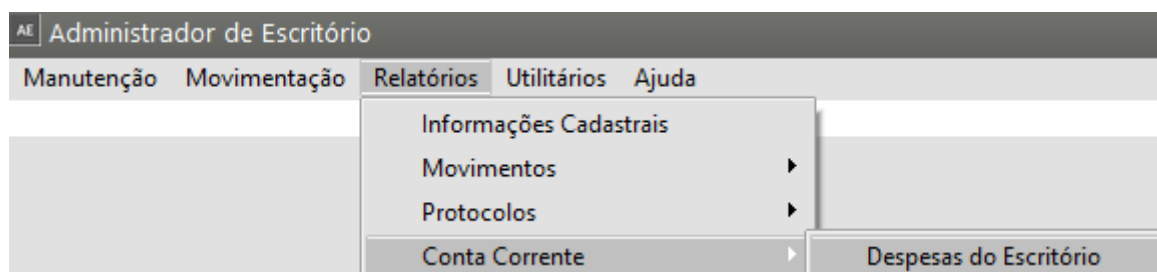 AE Administrador de Escritório
Manutenção Movimentação Relatórios Utilitários Ajuda
Informações Cadastrais
Movimentos
Protocolos
Conta Corrente Despesas do Escritório